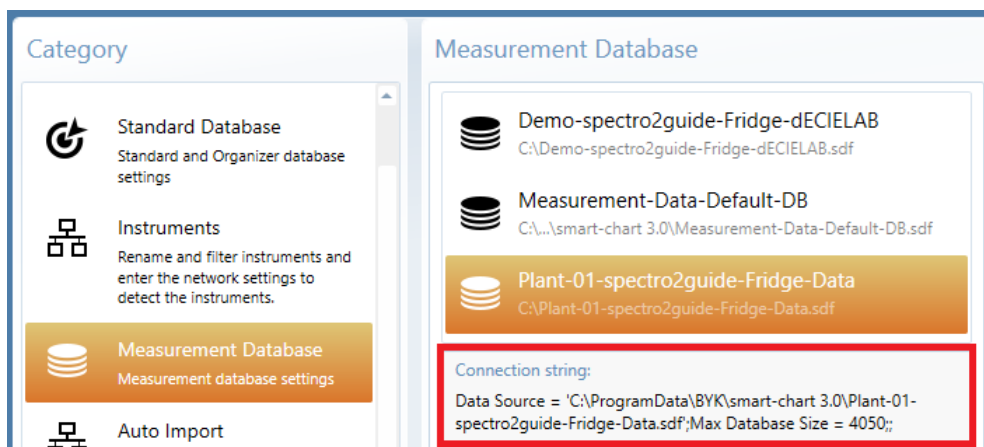 Category
Standard Database
Standard and Organizer database
settings
Instruments
Rename and filter instruments and
enter the network settings to
detect the instruments.
Measurement Database
Measurement database settings
Auto Import
Measurement Database
Demo-spectro2guide-Fridge-dECIELAB
C:\Demo-spectro2guide-Fridge-dECIELAB.sdf
Measurement-Data-Default-DB
C:\...\smart-chart 3.0\Measurement-Data-Default-DB.sdf
Plant-01-spectro2guide-Fridge-Data
C:\Plant-01-spectro2guide-Fridge-Data.sdf
Connection string:
Data Source = 'C:\ProgramData\BYK\smart-chart 3.0\Plant-01-
spectro2guide-Fridge-Data.sdf';Max Database Size = 4050;;